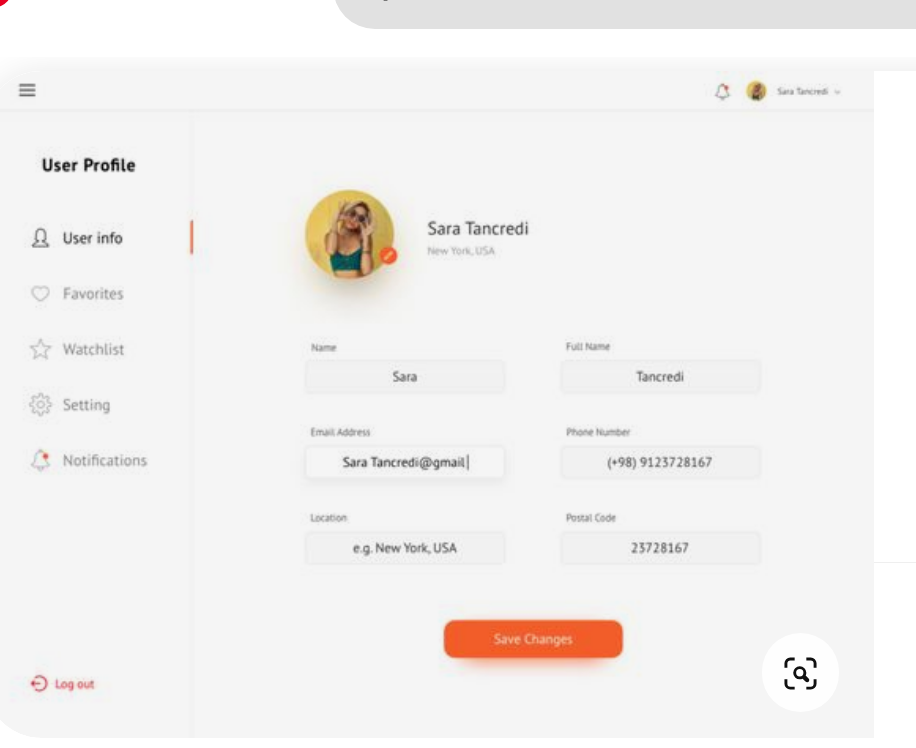 Sara Tancredi
User Profile
User info
Favorites
Watchlist
Setting
Notifications
Log out
Sara Tancredi
New York, USA
Name
Full Name
Sara
Tancredi
Email Address
Phone Number
Sara Tancredi@gmail
(+98) 9123728167
Location
Postal Code
e.g. New York, USA
23728167
Save Changes